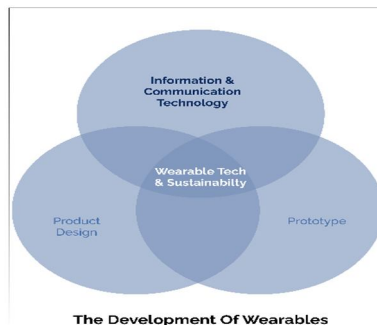 Information &
Communication
Technology
Wearable Tech
& Sustainabilty
Product
Design
Prototype
The Development Of Wearables